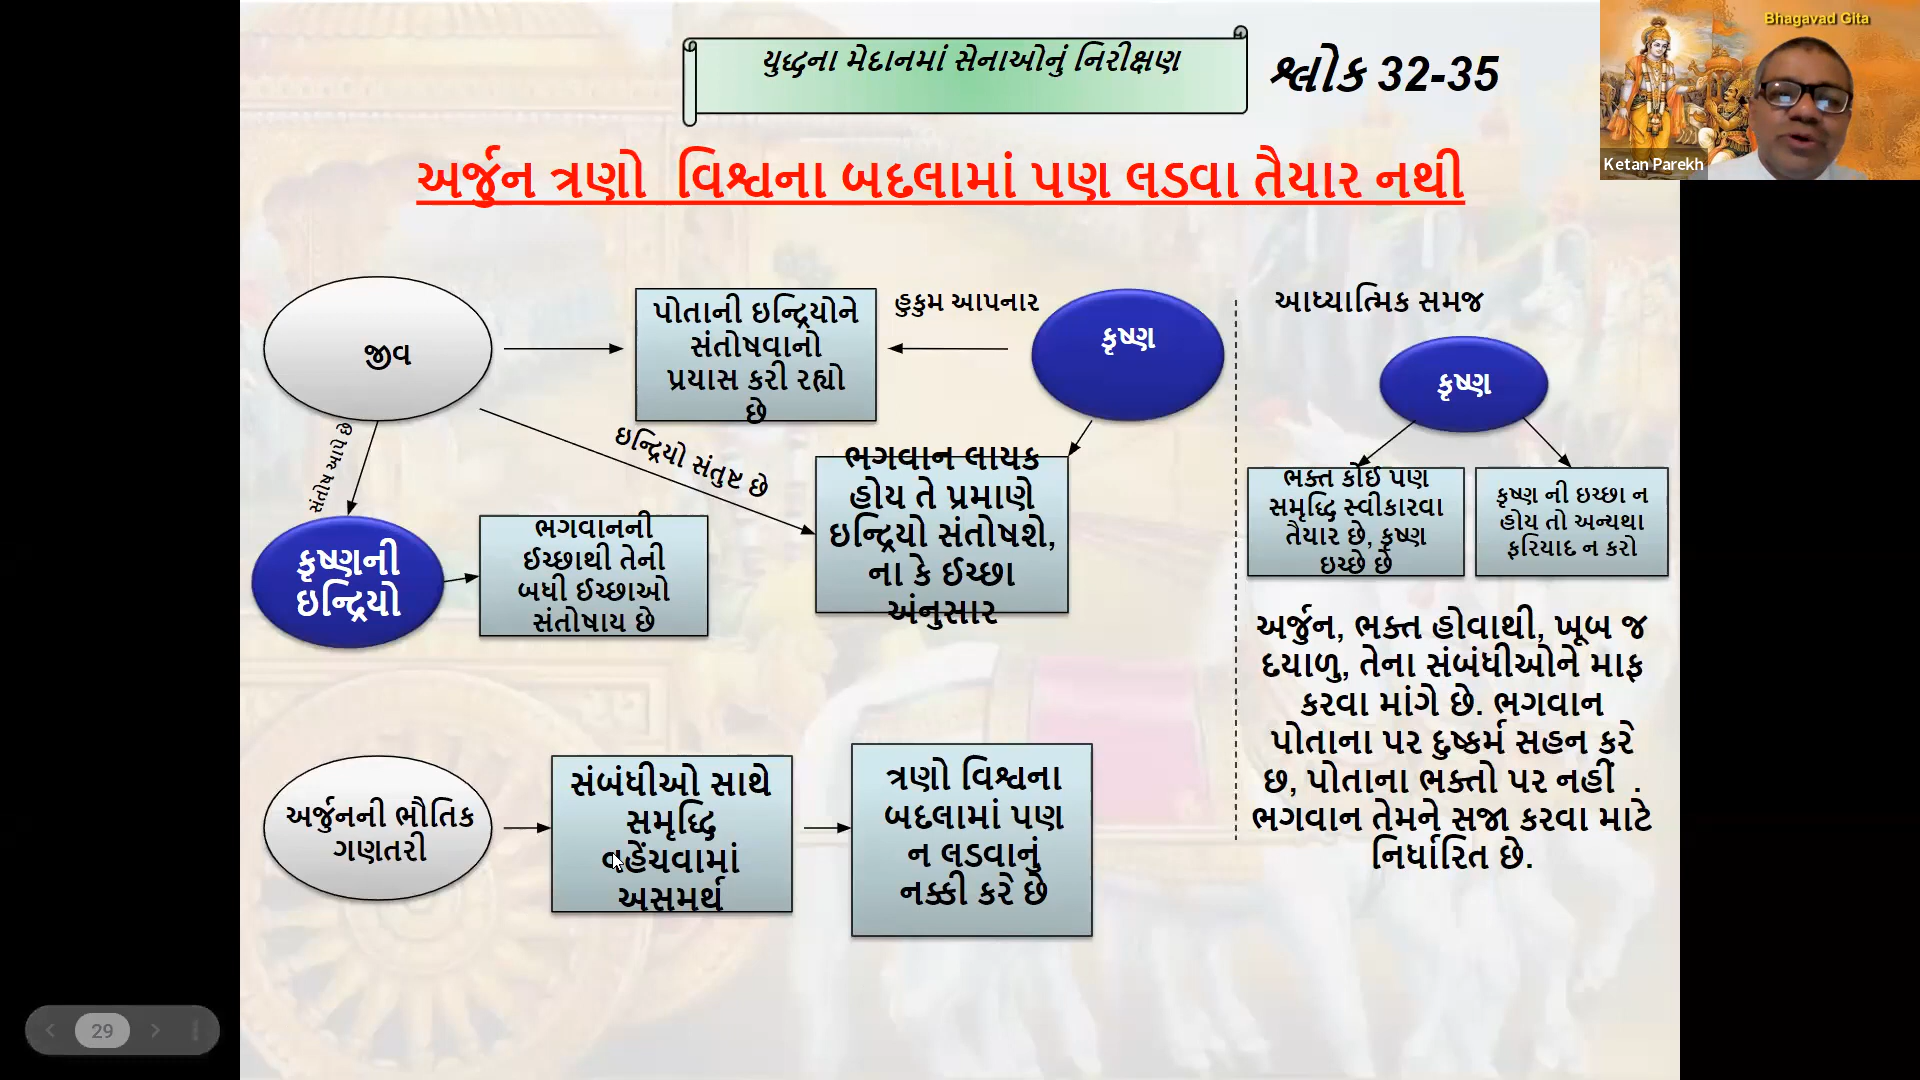 યુદ્ધના મેદાનમાં સેનાઓનું નિરીક્ષણ
શ્લોક 32-35
Bhagavad Gita
Ketan Parekh
અર્જુન ત્રણો વિશ્વના બદલામાં પણ લડવા તૈયાર નથી
જીવ
પોતાની ઇન્દ્રિયોને
સંતોષવાનો
પ્રયાસ કરી રહ્યો
છે
હુકુમ આપનાર
કૃષ્ણ
સંતોષ આપે છે
ઇન્દ્રિયો સંતુષ્ટ છે
કૃષ્ણની
ઇન્દ્રિયો
ભગવાનની
ઈચ્છાથી તેની
બધી ઈચ્છાઓ
સંતોષાય છે
ભગવાન લાયક
હોય તે પ્રમાણે
ઇન્દ્રિયો સંતોષશે,
ના કે ઈચ્છા
અંનુસાર
આધ્યાત્મિક સમજ
કૃષ્ણ
ભક્ત કોઈ પણ
સમૃદ્ધિ સ્વીકારવા
તૈયાર છે, કૃષ્ણ
ઇચ્છે છે
કૃષ્ણ ની ઇચ્છા ન
હોય તો અન્યથા
ફરિયાદ ન કરો
અર્જુન, ભક્ત હોવાથી, ખૂબ જ
દયાળુ, તેના સંબંધીઓને માફ
કરવા માંગે છે. ભગવાન
પોતાના પર દુષ્કર્મ સહન કરે
છ, પોતાના ભક્તો પર નહીં .
ભગવાન તેમને સજા કરવા માટે
નિર્ધારિત છે.
અર્જુનની ભૌતિક
ગણતરી
સંબંધીઓ સાથે
સમૃદ્ધિ
વહેંચવામાં
અસમર્થ
ત્રણો વિશ્વના
બદલામાં પણ
ન લડવાનું
નક્કી કરે છે
29